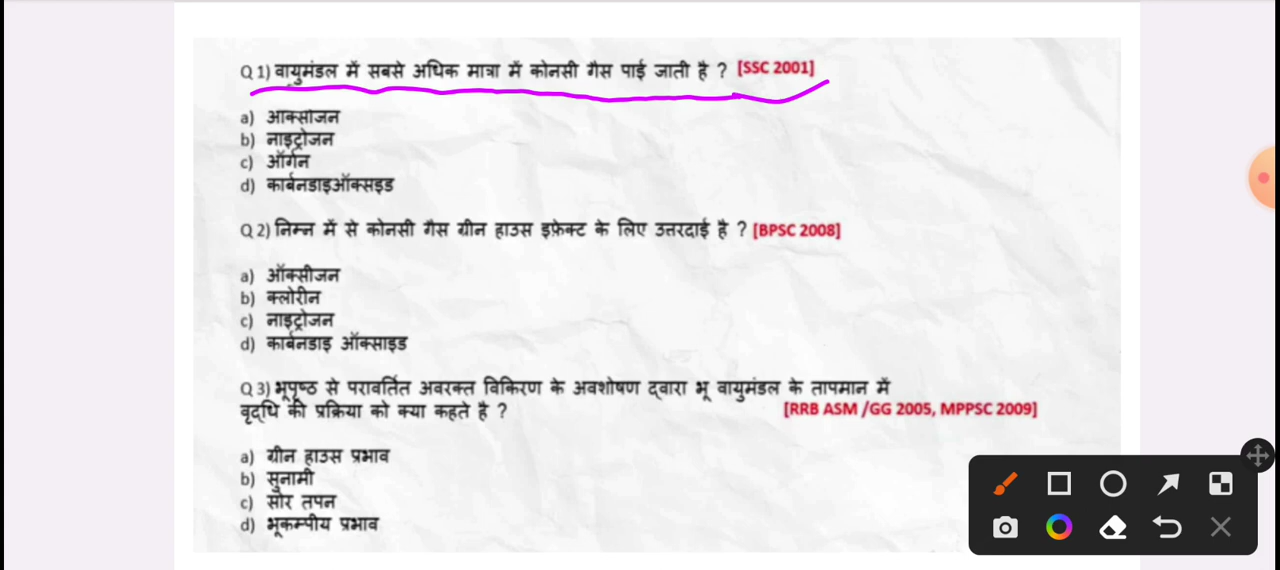 Q 1) वायुमंडल में सबसे अधिक मात्रा में कोनसी गैस पाई जाती है ? [SSC 2001]
a) ऑक्सीजन
b) नाइट्रोजन
c) ऑर्गन
d) कार्बनडाइऑक्सइड
Q 2) निम्न में से कोनसी गैस ग्रीन हाउस इफ़ेक्ट के लिए उत्तरदाई है ? [BPSC 2008]
a) ऑक्सीजन
b) क्लोरीन
c) नाइट्रोजन
d) कार्बनडाइ ऑक्साइड
Q 3) भूपृष्ठ से परावर्तित अवरक्त विकिरण के अवशोषण द्वारा भू वायुमंडल के तापमान में
वृद्धि की प्रक्रिया को क्या कहते है ? [RRB ASM /GG 2005, MPPSC 2009]
a) ग्रीन हाउस प्रभाव
b) सुनामी
c) सौर तपन
d) भूकम्पीय प्रभाव